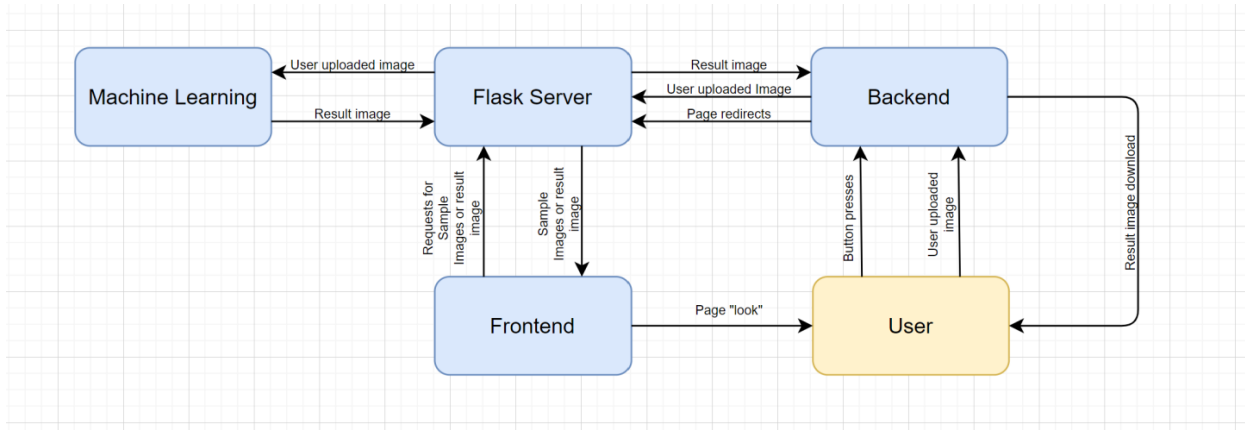 User uploaded image
Result image
Machine Learning
Flask Server
Backend
User uploaded Image
Result image
Page redirects
Requests for
Sample
Images or result
image
Sample
Images or result
image
Button presses
User uploaded
image
Result image download
Frontend
Page "look"
User